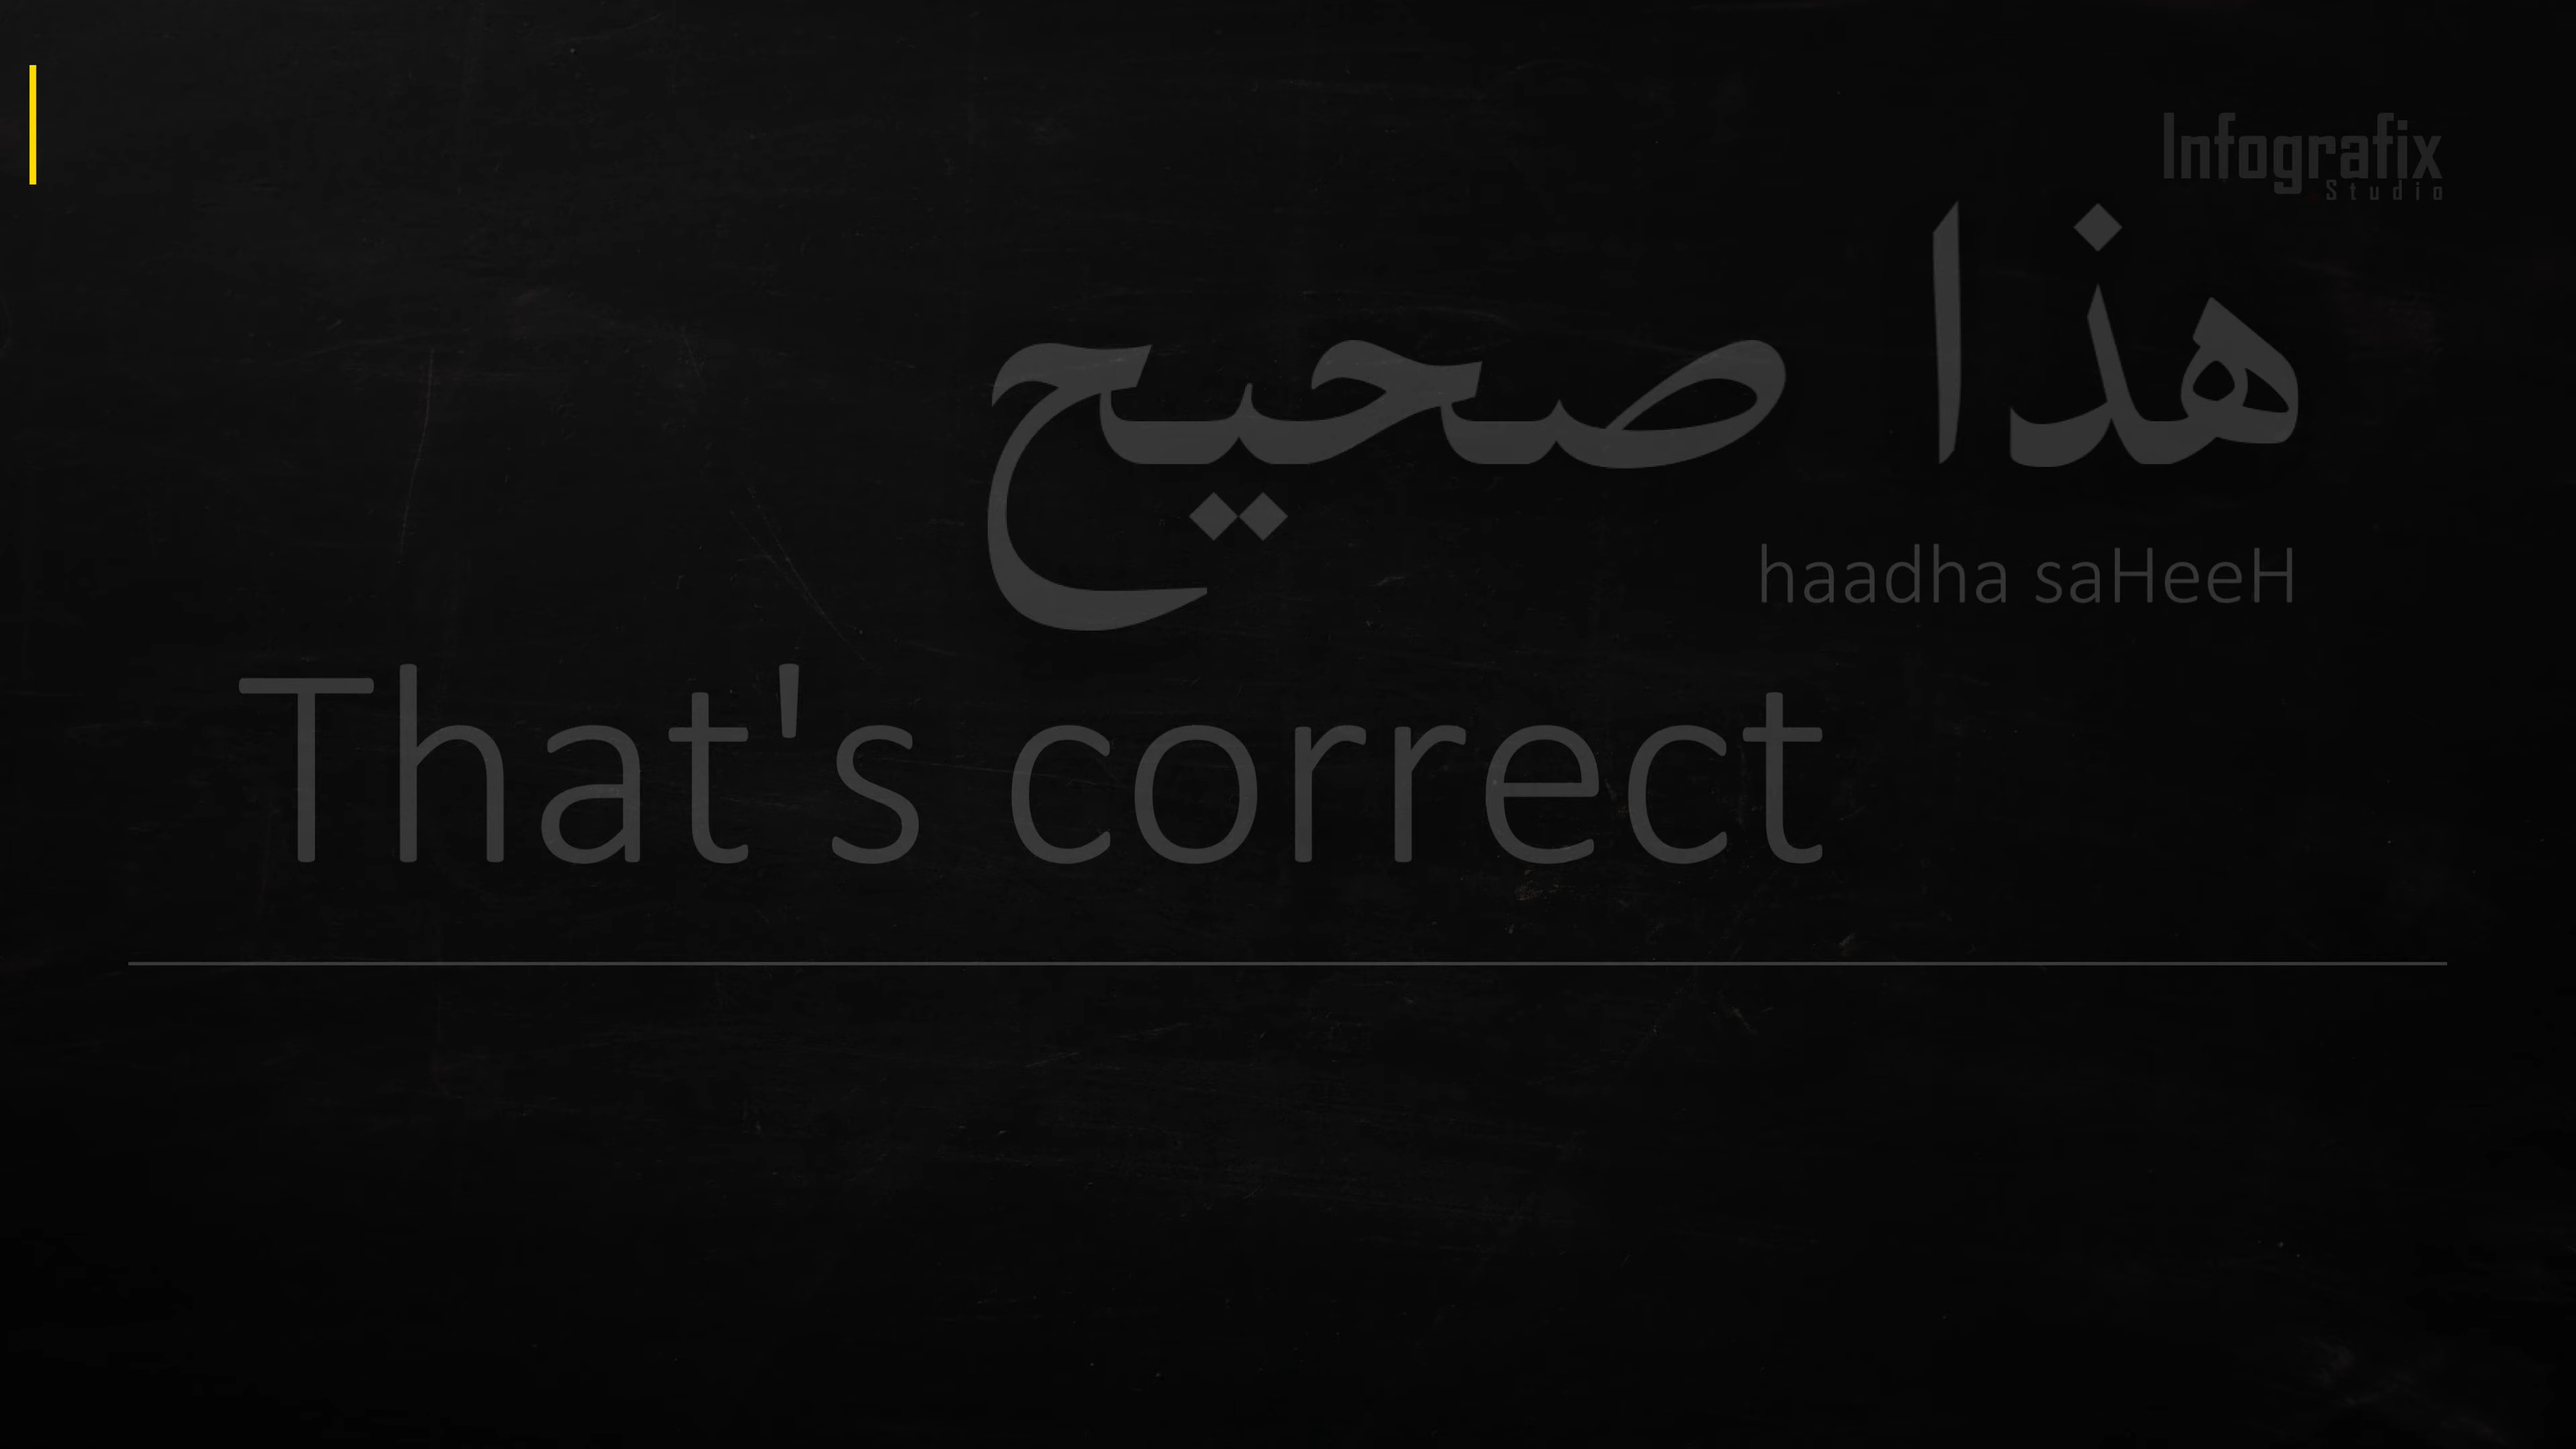 Infografix
Studio
هذا صحيح
haadha saHeeH
That's correct